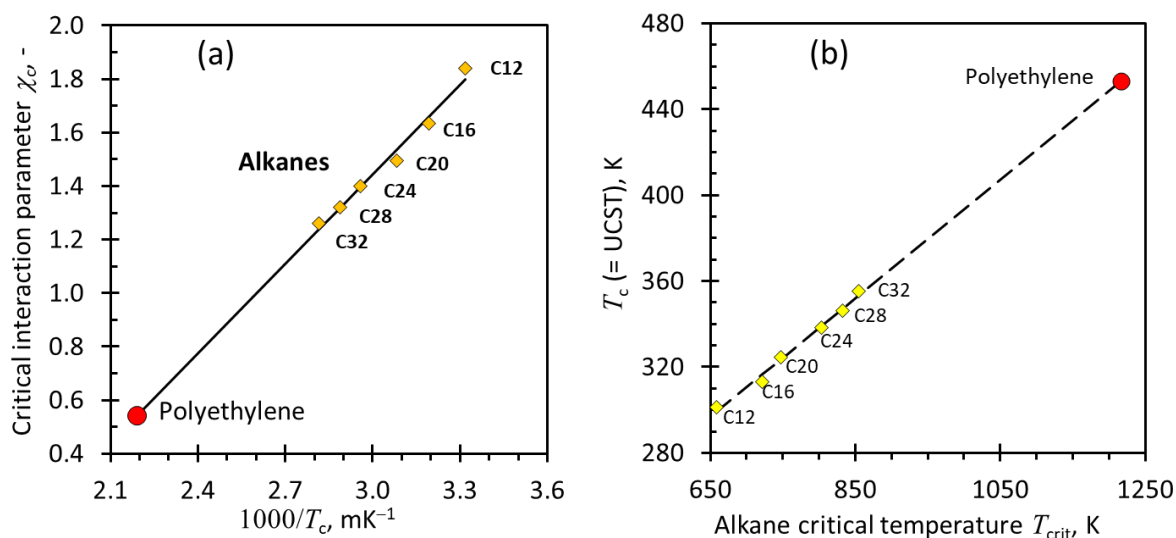 (a)
Critical interaction parameter χc, -
2.0
1.8
1.6
1.4
1.2
1.0
0.8
0.6
0.4
C12
C16
Alkanes
C20
C24
C28
C32
Polyethylene
2.1 2.4 2.7 3.0 3.3 3.6
1000/Tc, mK⁻¹
(b)
Tc (= UCST), K
480
440
400
360
320
280
Polyethylene
C32
C28
C24
C20
C16
C12
650 850 1050 1250
Alkane critical temperature Tcrit, K